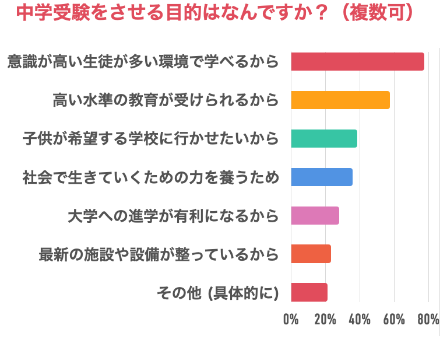 中学受験をさせる目的はなんですか？（複数可）
意識が高い生徒が多い環境で学べるから
高い水準の教育が受けられるから
子供が希望する学校に行かせたいから
社会で生きていくための力を養うため
大学への進学が有利になるから
最新の施設や設備が整っているから
その他 (具体的に)
0% 20% 40% 60% 80%